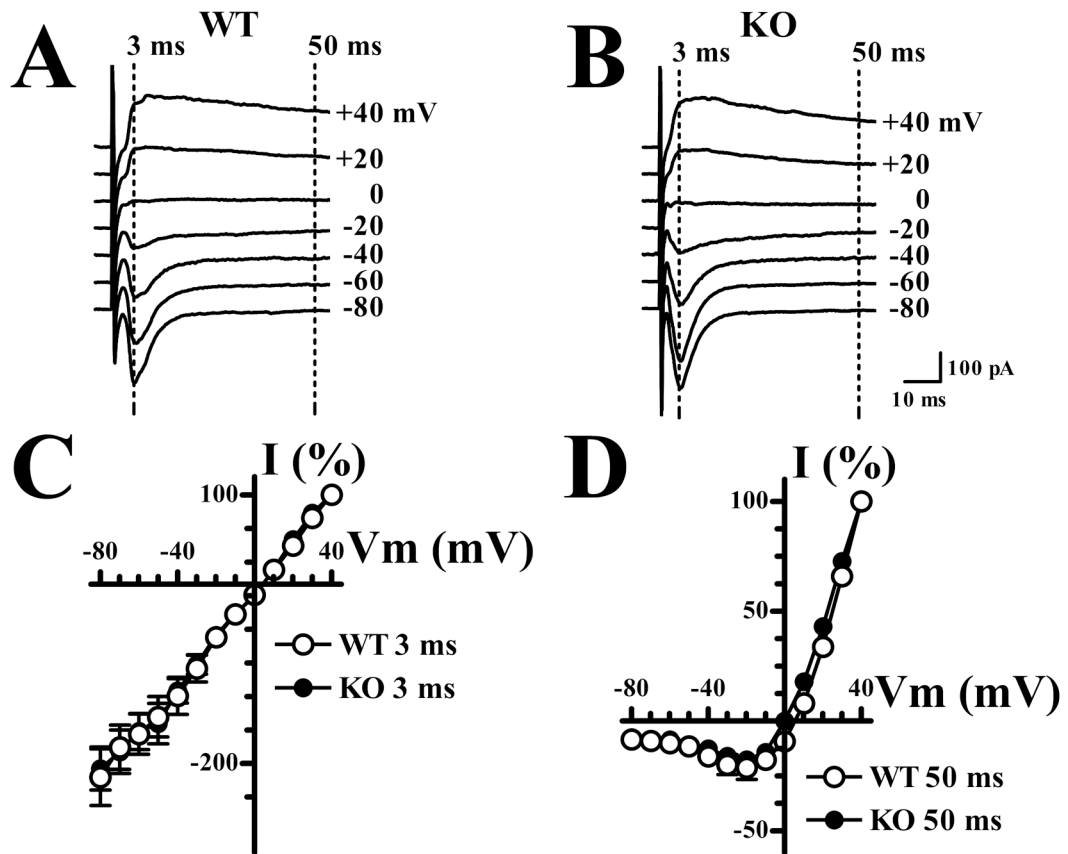 A
WT
3 ms
50 ms
+40 mV
+20
0
-20
-40
-60
-80
B
KO
3 ms
50 ms
+40 mV
+20
0
-20
-40
-60
-80
100 pA
10 ms
C
I (%)
100
-80
-40
40
Vm (mV)
WT 3 ms
KO 3 ms
-200
D
I (%)
100
50
-80
-40
40
Vm (mV)
WT 50 ms
KO 50 ms
-50